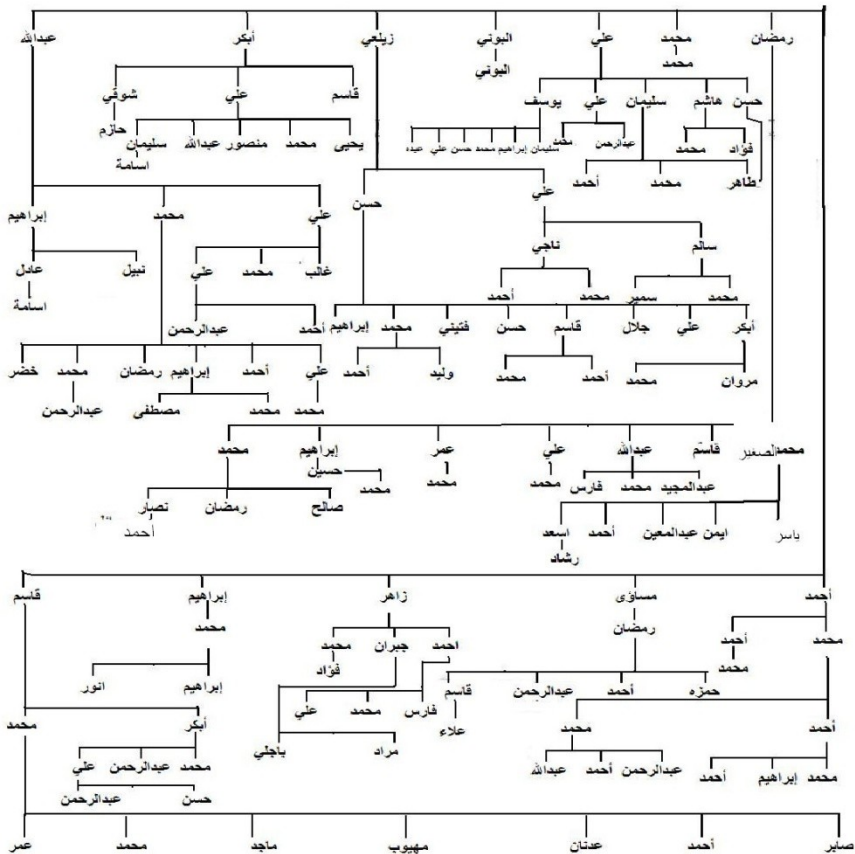 رمضان محمد علي البوني زيلعي أبكر عبدالله
محمد
البوني
قاسم علي شوقي
حسن هاشم سليمان علي يوسف
حازم
يحيى محمد منصور عبدالله سليمان
اسامة
فؤاد محمد
عبدالرحمن محمد
سليمان إبراهيم محمد حسن علي عبده
طاهر محمد أحمد
علي حسن
علي محمد إبراهيم
سالم ناجي
غالب محمد علي
نبيل عادل
اسامة
محمد سمير محمد أحمد
أبكر علي جلال قاسم حسن فتيني محمد إبراهيم
أحمد عبدالرحمن
علي أحمد إبراهيم رمضان محمد خضر
مروان محمد أحمد محمد وليد أحمد
محمد محمد مصطفى عبدالرحمن
محمد الصغير قاسم عبدالله علي عمر إبراهيم محمد
حسين
محمد محمد محمد
عبدالمجيد محمد فارس
صالح رمضان نصار
أحمد
ياسر ايمن عبدالمعين أحمد اسعد
رشاد
أحمد مساوى زاهر إبراهيم قاسم
محمد
رمضان
محمد أحمد
احمد جبران محمد
محمد
فؤاد
حمزه أحمد عبدالرحمن قاسم
إبراهيم انور
فارس محمد علي
علاء
أحمد محمد
أبكر محمد
مراد باجلي
عبدالرحمن أحمد عبدالله
محمد إبراهيم أحمد
محمد عبدالرحمن علي
حسن عبدالرحمن
صابر أحمد عدنان مهيوب ماجد محمد عمر